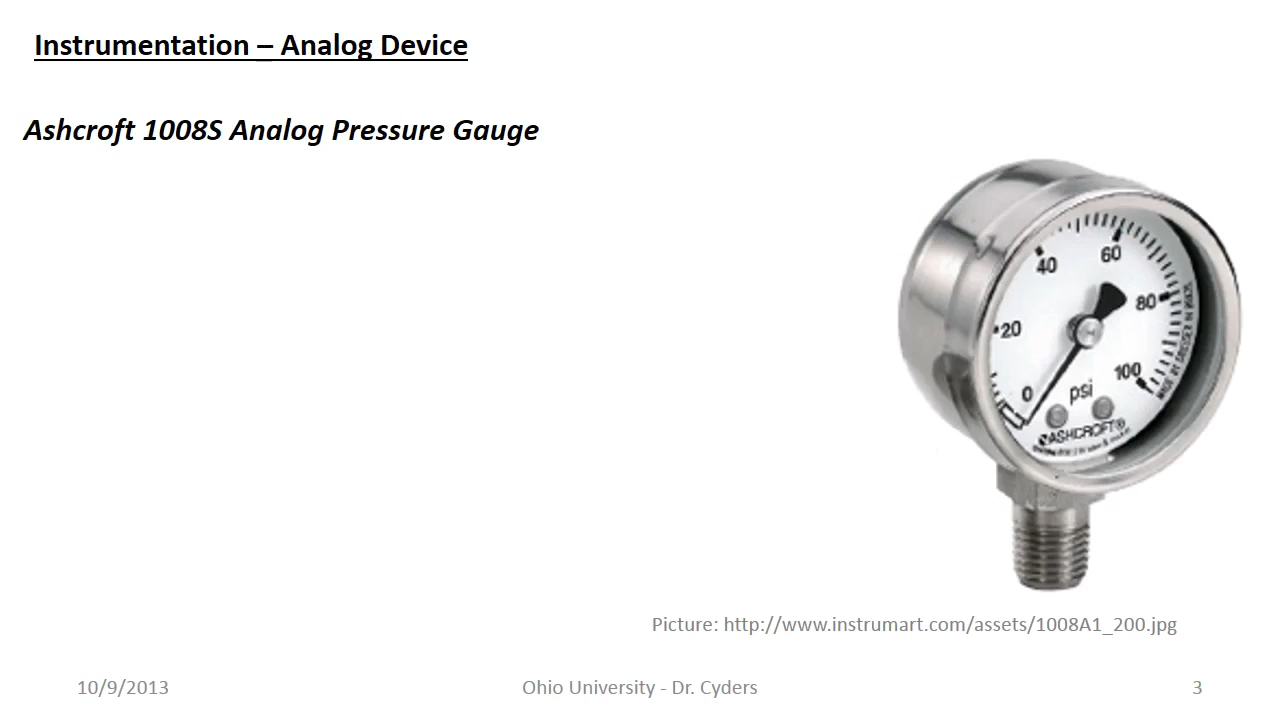 Instrumentation – Analog Device
Ashcroft 1008S Analog Pressure Gauge
0
20
40
60
80
100
psi
ASHCROFT®
Picture: http://www.instrumart.com/assets/1008A1_200.jpg
10/9/2013
Ohio University - Dr. Cyders
3